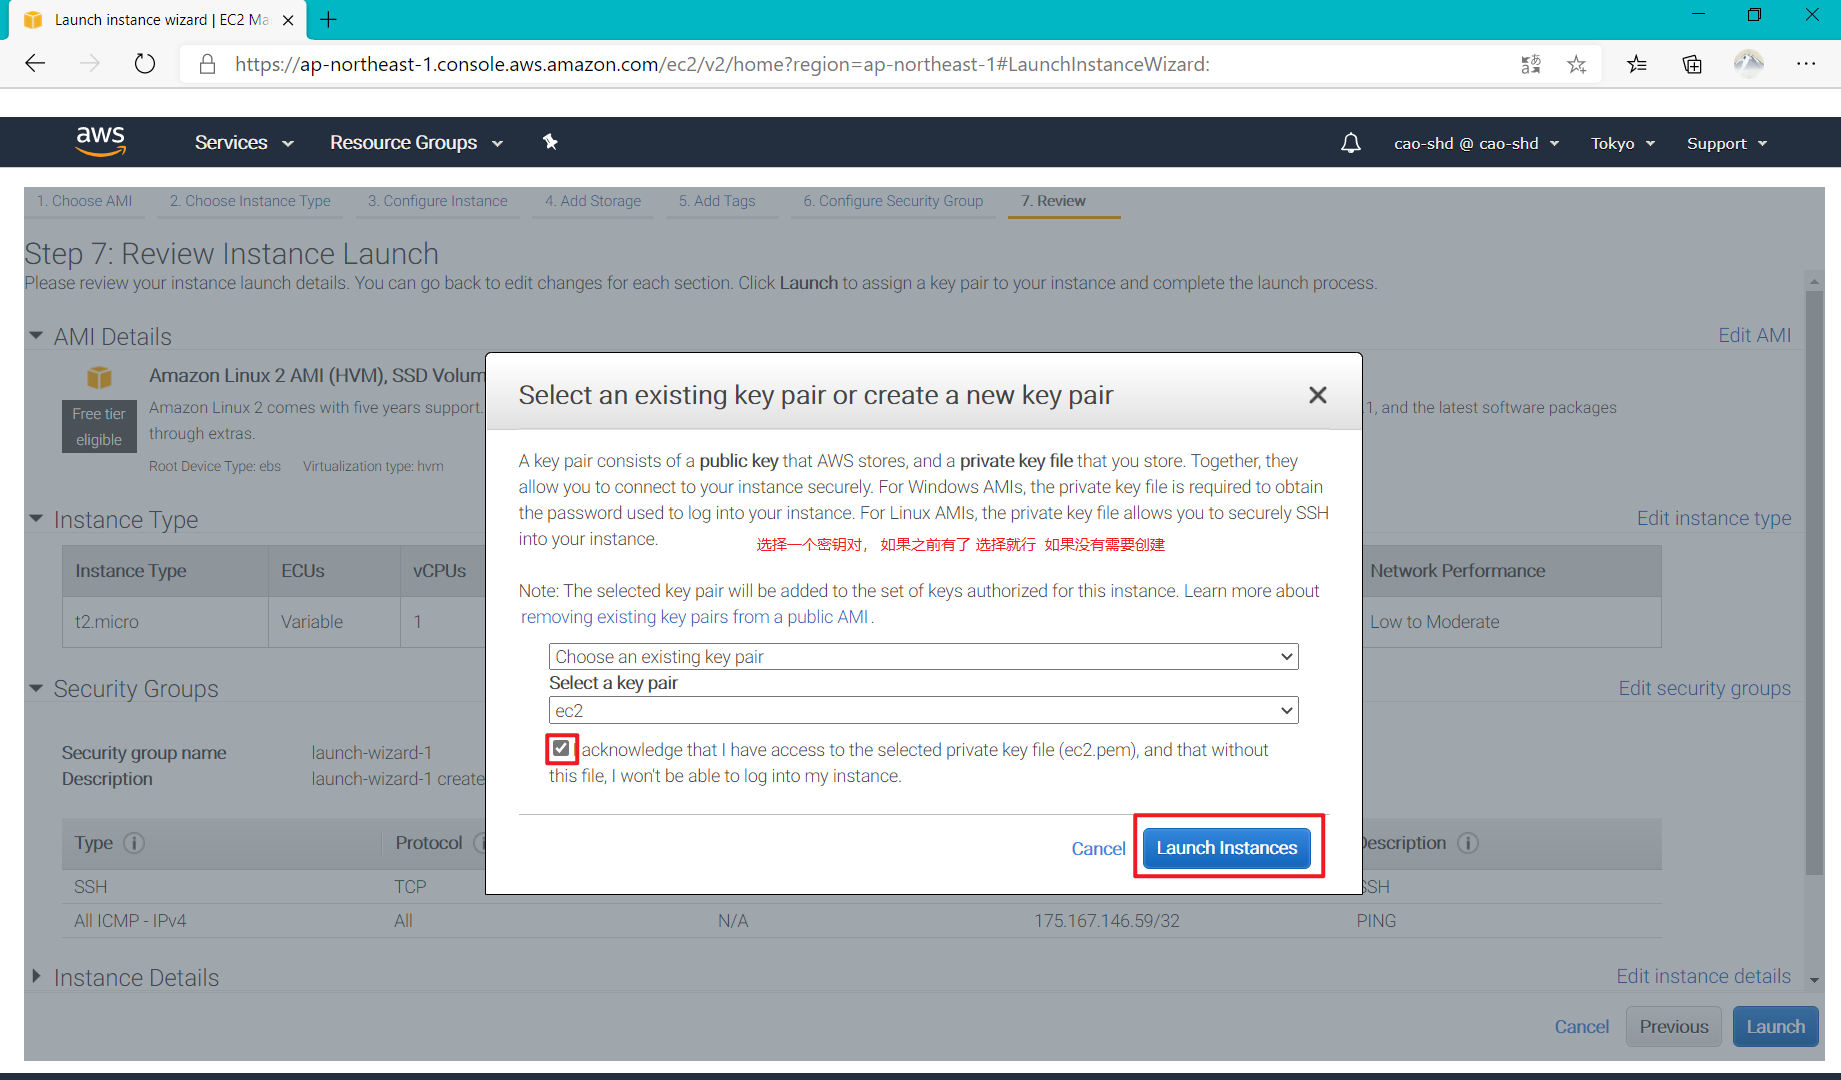 Launch instance wizard | EC2 Ma
https://ap-northeast-1.console.aws.amazon.com/ec2/v2/home?region=ap-northeast-1#LaunchInstanceWizard:
aws Services Resource Groups cao-shd @ cao-shd Tokyo Support
1. Choose AMI 2. Choose Instance Type 3. Configure Instance 4. Add Storage 5. Add Tags 6. Configure Security Group 7. Review
Step 7: Review Instance Launch
Please review your instance launch details. You can go back to edit changes for each section. Click Launch to assign a key pair to your instance and complete the launch process.
AMI Details Edit AMI
Amazon Linux 2 AMI (HVM), SSD Volum
Free tier eligible
Amazon Linux 2 comes with five years support. .1, and the latest software packages
through extras.
Root Device Type: ebs Virtualization type: hvm
Instance Type Edit instance type
Instance Type ECUs vCPUs Network Performance
t2.micro Variable 1 Low to Moderate
Security Groups Edit security groups
Security group name launch-wizard-1
Description launch-wizard-1 create
Type Protocol Description
SSH TCP SSH
All ICMP - IPv4 All N/A 175.167.146.59/32 PING
Instance Details Edit instance details
Cancel Previous Launch
Select an existing key pair or create a new key pair
A key pair consists of a public key that AWS stores, and a private key file that you store. Together, they
allow you to connect to your instance securely. For Windows AMIs, the private key file is required to obtain
the password used to log into your instance. For Linux AMIs, the private key file allows you to securely SSH
into your instance.
选择一个密钥对， 如果之前有了 选择就行 如果没有需要创建
Note: The selected key pair will be added to the set of keys authorized for this instance. Learn more about
removing existing key pairs from a public AMI.
Choose an existing key pair
Select a key pair
ec2
acknowledge that I have access to the selected private key file (ec2.pem), and that without
this file, I won't be able to log into my instance.
Cancel Launch Instances